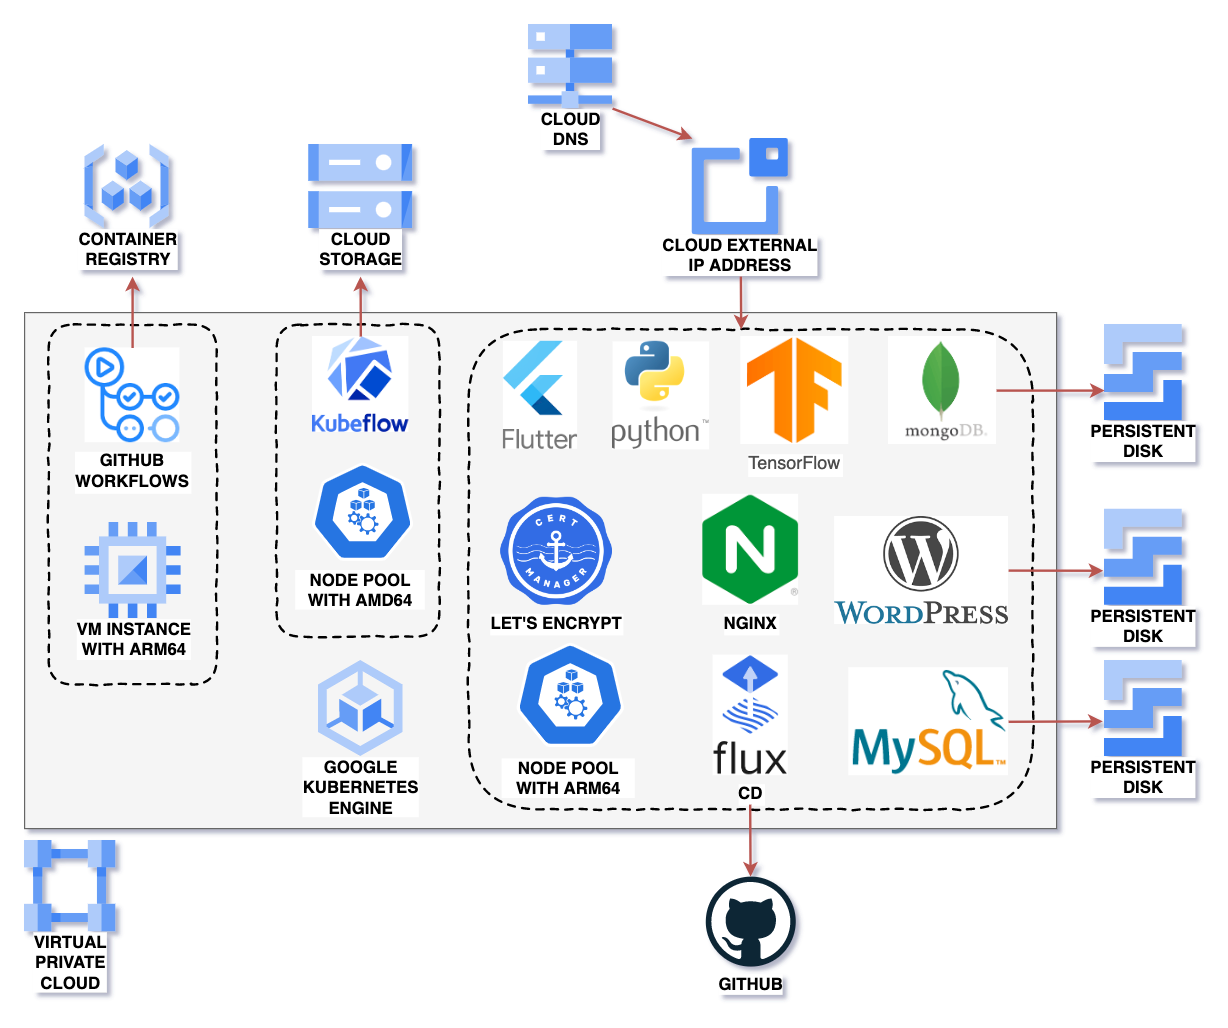 CLOUD
DNS
CONTAINER
REGISTRY
CLOUD
STORAGE
CLOUD EXTERNAL
IP ADDRESS
GITHUB
WORKFLOWS
VM INSTANCE
WITH ARM64
Kubeflow
NODE POOL
WITH AMD64
GOOGLE
KUBERNETES
ENGINE
Flutter
python™
TensorFlow
mongoDB.
CERT
MANAGER
LET'S ENCRYPT
N
®
NGINX
W
WORDPRESS
NODE POOL
WITH ARM64
flux
CD
MySQL™
PERSISTENT
DISK
PERSISTENT
DISK
PERSISTENT
DISK
VIRTUAL
PRIVATE
CLOUD
GITHUB